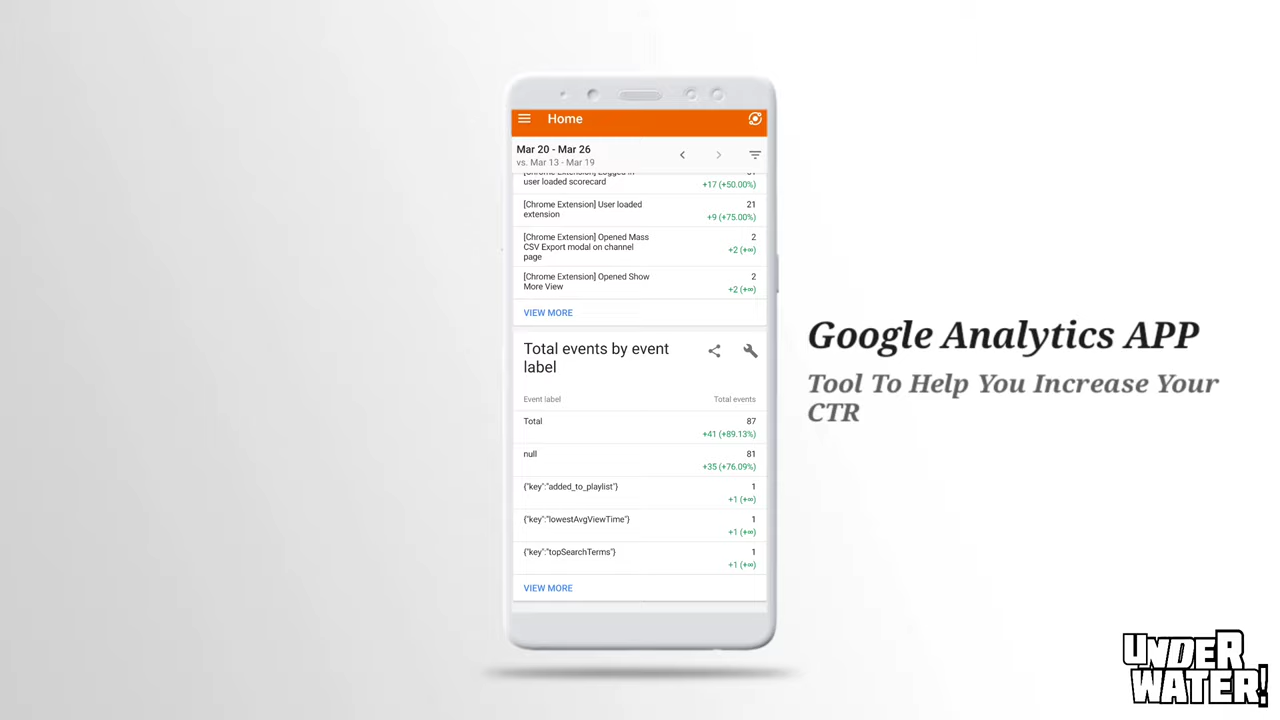 Home
Mar 20 - Mar 26
vs. Mar 13 - Mar 19
[Chrome Extension] Logged in
user loaded scorecard
+17 (+50.00%)
[Chrome Extension] User loaded
extension
21
+9 (+75.00%)
[Chrome Extension] Opened Mass
CSV Export modal on channel
page
2
+2 (+∞)
[Chrome Extension] Opened Show
More View
2
+2 (+∞)
VIEW MORE
Total events by event
label
Event label Total events
Total 87
+41 (+89.13%)
null 81
+35 (+76.09%)
{"key":"added_to_playlist"} 1
+1 (+∞)
{"key":"lowestAvgViewTime"} 1
+1 (+∞)
{"key":"topSearchTerms"} 1
+1 (+∞)
VIEW MORE
Google Analytics APP
Tool To Help You Increase Your
CTR
UNDER
WATER!